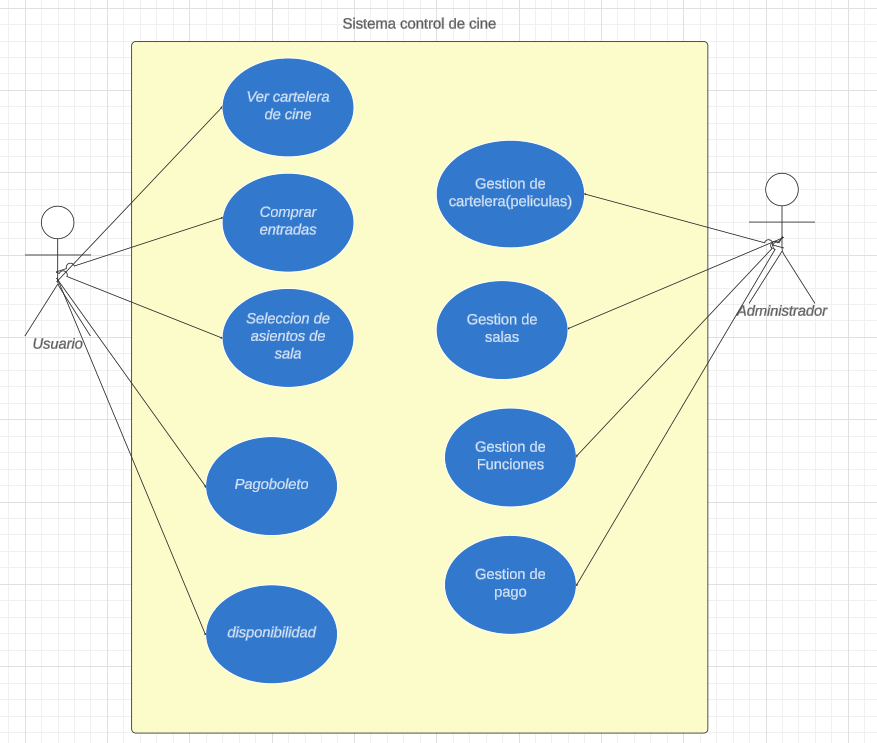 Sistema control de cine
Ver cartelera
de cine
Comprar
entradas
Seleccion de
asientos de
sala
Pagoboleto
disponibilidad
Usuario
Gestion de
cartelera(peliculas)
Gestion de
salas
Gestion de
Funciones
Gestion de
pago
Administrador